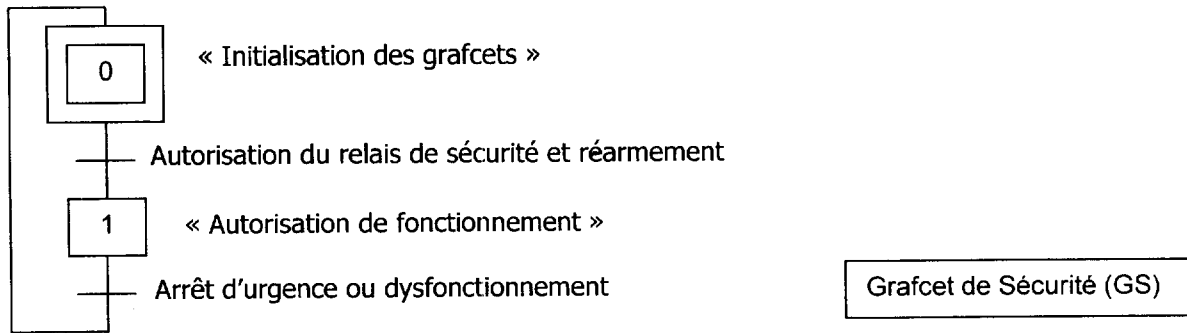 0
« Initialisation des grafcets »
Autorisation du relais de sécurité et réarmement
1
« Autorisation de fonctionnement »
Arrêt d'urgence ou dysfonctionnement
Grafcet de Sécurité (GS)